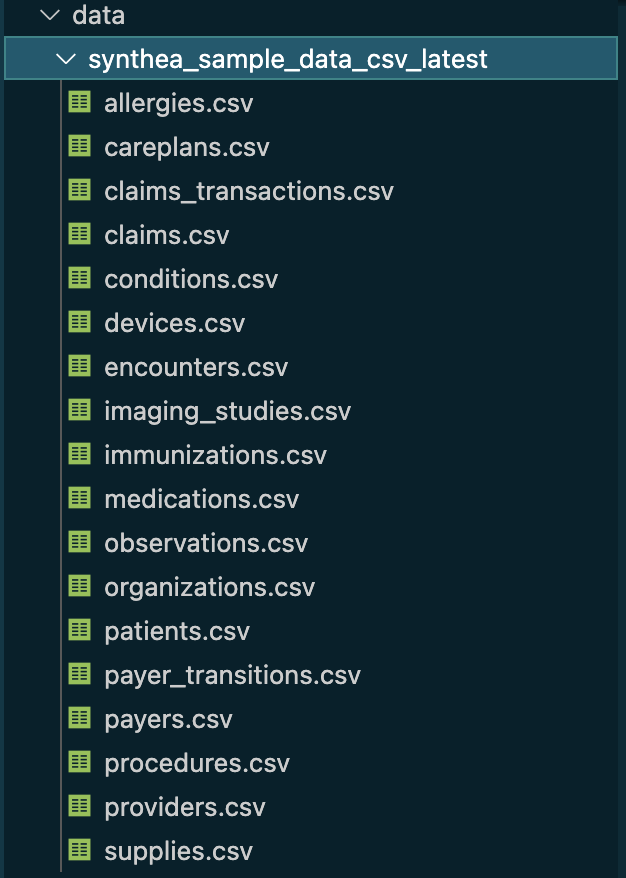 data
synthea_sample_data_csv_latest
allergies.csv
careplans.csv
claims_transactions.csv
claims.csv
conditions.csv
devices.csv
encounters.csv
imaging_studies.csv
immunizations.csv
medications.csv
observations.csv
organizations.csv
patients.csv
payer_transitions.csv
payers.csv
procedures.csv
providers.csv
supplies.csv